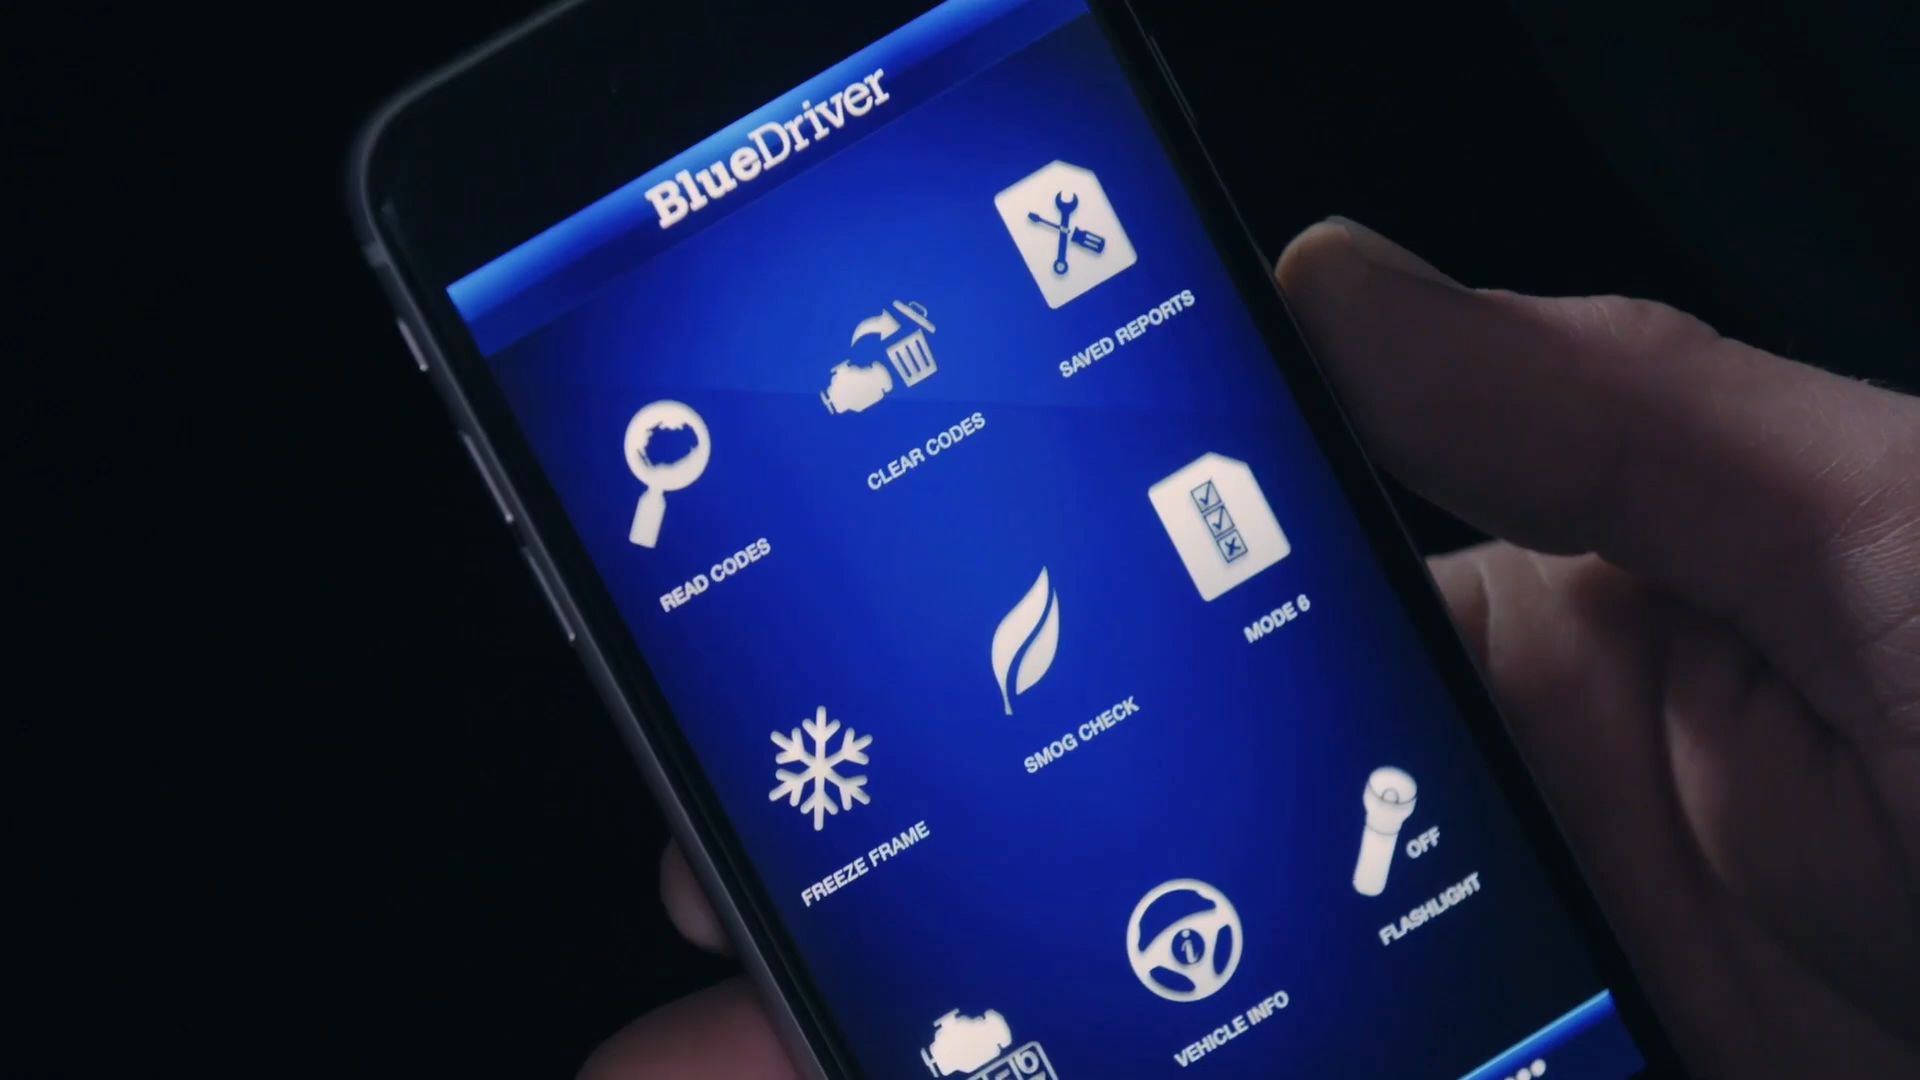 BlueDriver
READ CODES
CLEAR CODES
SAVED REPORTS
FREEZE FRAME
SMOG CHECK
MODE 6
VEHICLE INFO
OFF
FLASHLIGHT